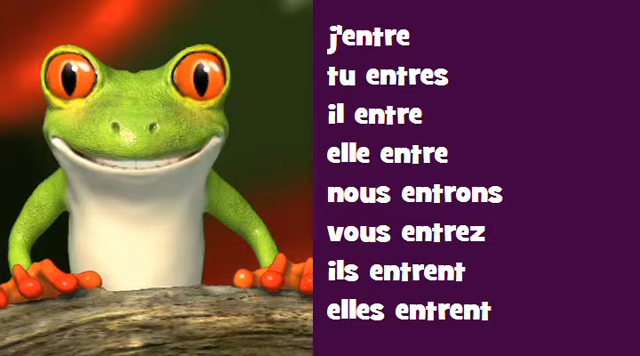 j'entre
tu entres
il entre
elle entre
nous entrons
vous entrez
ils entrent
elles entrent